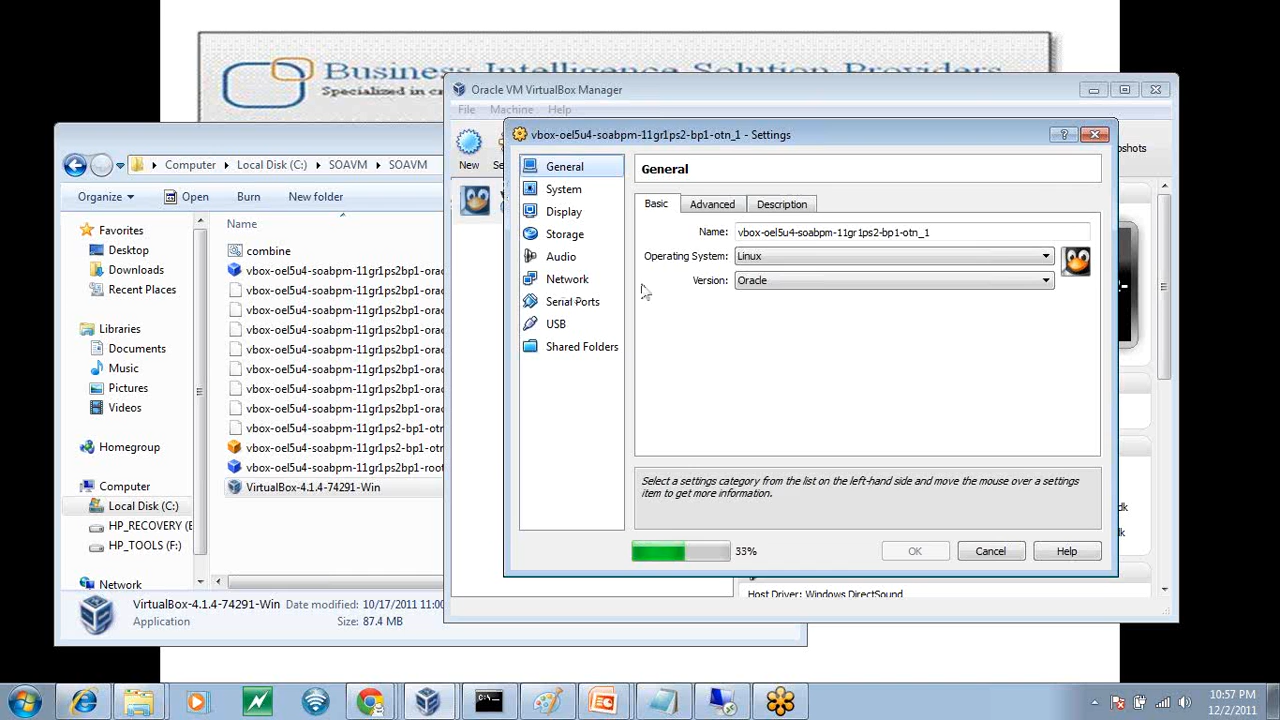 Business Intelligence Solution Providers
Specialized in
Oracle VM VirtualBox Manager
File Machine Help
New
vbox-oel5u4-soabpm-11gr1ps2-bp1-otn_1 - Settings
Computer
Local Disk (C:)
SOAVM
SOAVM
Organize
Open
Burn
New folder
Favorites
Desktop
Downloads
Recent Places
Libraries
Documents
Music
Pictures
Videos
Homegroup
Computer
Local Disk (C:)
HP_RECOVERY (E
HP_TOOLS (F:)
Network
Name
combine
vbox-oel5u4-soabpm-11gr1ps2bp1-orac
vbox-oel5u4-soabpm-11gr1ps2bp1-orac
vbox-oel5u4-soabpm-11gr1ps2bp1-orac
vbox-oel5u4-soabpm-11gr1ps2bp1-orac
vbox-oel5u4-soabpm-11gr1ps2bp1-orac
vbox-oel5u4-soabpm-11gr1ps2bp1-orac
vbox-oel5u4-soabpm-11gr1ps2bp1-orac
vbox-oel5u4-soabpm-11gr1ps2bp1-orac
vbox-oel5u4-soabpm-11gr1ps2-bp1-otn
vbox-oel5u4-soabpm-11gr1ps2-bp1-otn
vbox-oel5u4-soabpm-11gr1ps2-bp1-root
VirtualBox-4.1.4-74291-Win
VirtualBox-4.1.4-74291-Win Date modified: 10/17/2011 11:00
Application Size: 87.4 MB
General
System
Display
Storage
Audio
Network
Serial Ports
USB
Shared Folders
General
Basic
Advanced
Description
Name: vbox-oel5u4-soabpm-11gr1ps2-bp1-otn_1
Operating System: Linux
Version: Oracle
Select a settings category from the list on the left-hand side and move the mouse over a settings
item to get more information.
33%
OK
Cancel
Help
pshots
dk
dk
Host Driver: Windows DirectSound
10:57 PM
12/2/2011